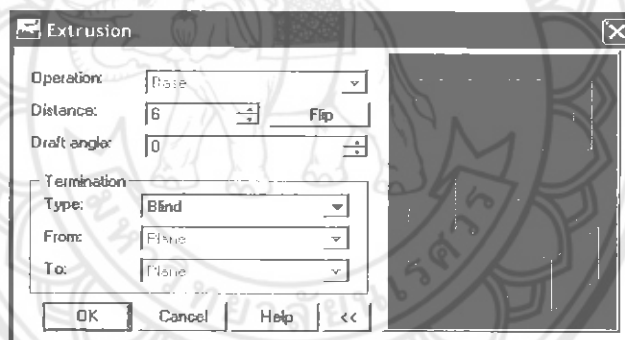 Extrusion
Operation: Base
Distance: 6 Flip
Draft angle: 0
Termination
Type: Blind
From: Plane
To: Plane
OK Cancel Help <<